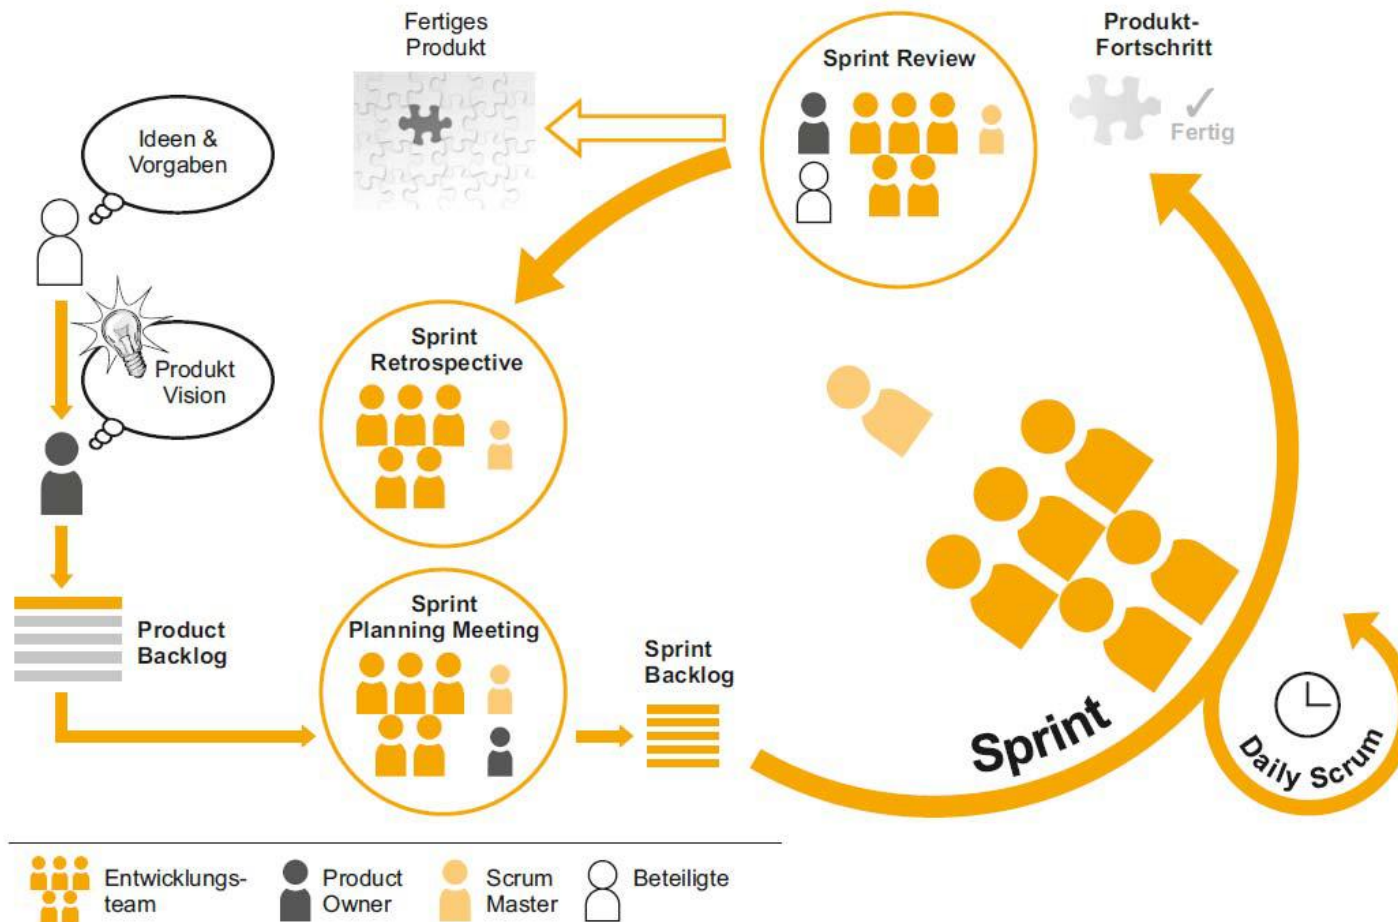 Fertiges
Produkt
Sprint Review
Produkt-
Fortschritt
Fertig
Ideen &
Vorgaben
Produkt
Vision
Sprint
Retrospective
Product
Backlog
Sprint
Planning Meeting
Sprint
Backlog
Sprint
Daily Scrum
Entwicklungs-
team
Product
Owner
Scrum
Master
Beteiligte